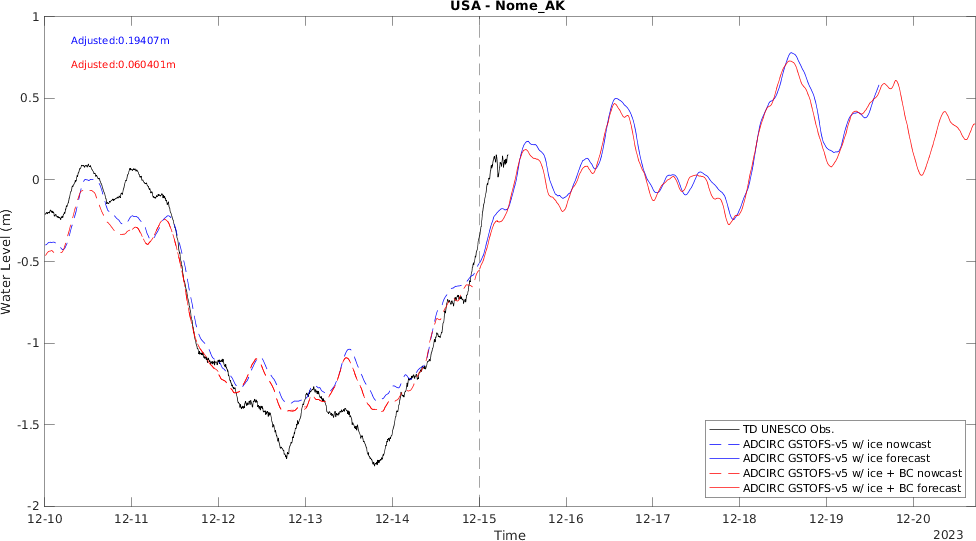 USA - Nome_AK
Adjusted:0.19407m
Adjusted:0.060401m
1
0.5
0
-0.5
-1
-1.5
-2
Water Level (m)
12-10 12-11 12-12 12-13 12-14 12-15 12-16 12-17 12-18 12-19 12-20
Time
2023
TD UNESCO Obs.
ADCIRC GSTOFS-v5 w/ ice nowcast
ADCIRC GSTOFS-v5 w/ ice forecast
ADCIRC GSTOFS-v5 w/ ice + BC nowcast
ADCIRC GSTOFS-v5 w/ ice + BC forecast